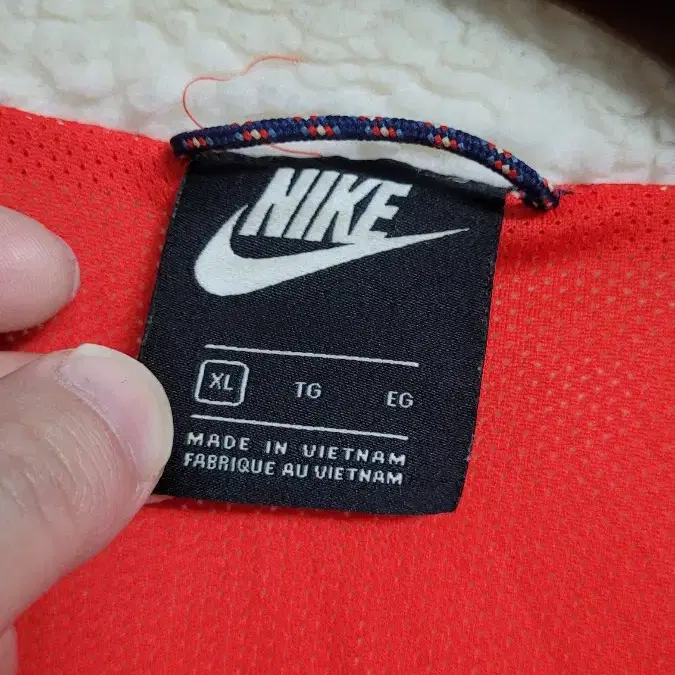 NIKE
XL TG EG
MADE IN VIETNAM
FABRIQUE AU VIETNAM